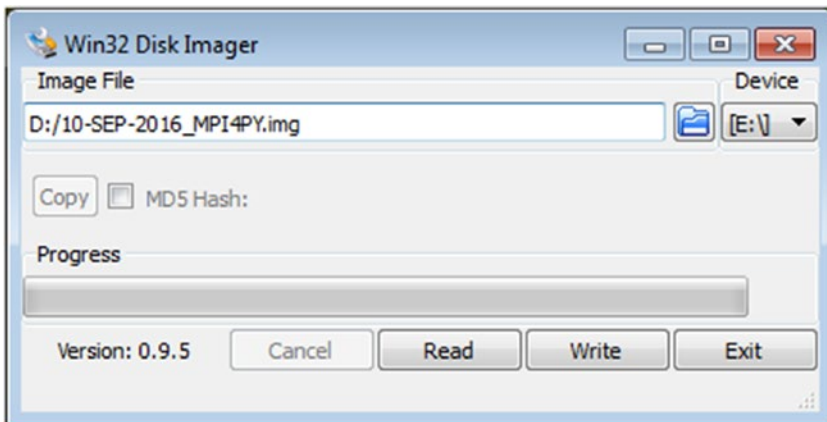 Win32 Disk Imager
Image File
Device
D:/10-SEP-2016_MPI4PY.img
[E:\]
Copy
MD5 Hash:
Progress
Version: 0.9.5
Cancel
Read
Write
Exit